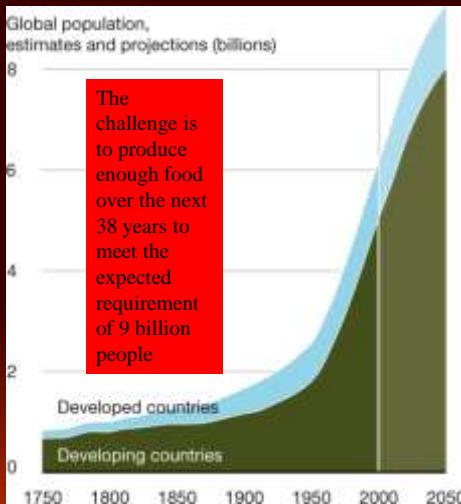 Global population,
estimates and projections (billions)
8
The
challenge is
to produce
enough food
over the next
38 years to
meet the
expected
requirement
of 9 billion
people
6
4
2
Developed countries
0
Developing countries
1750 1800 1850 1900 1950 2000 2050